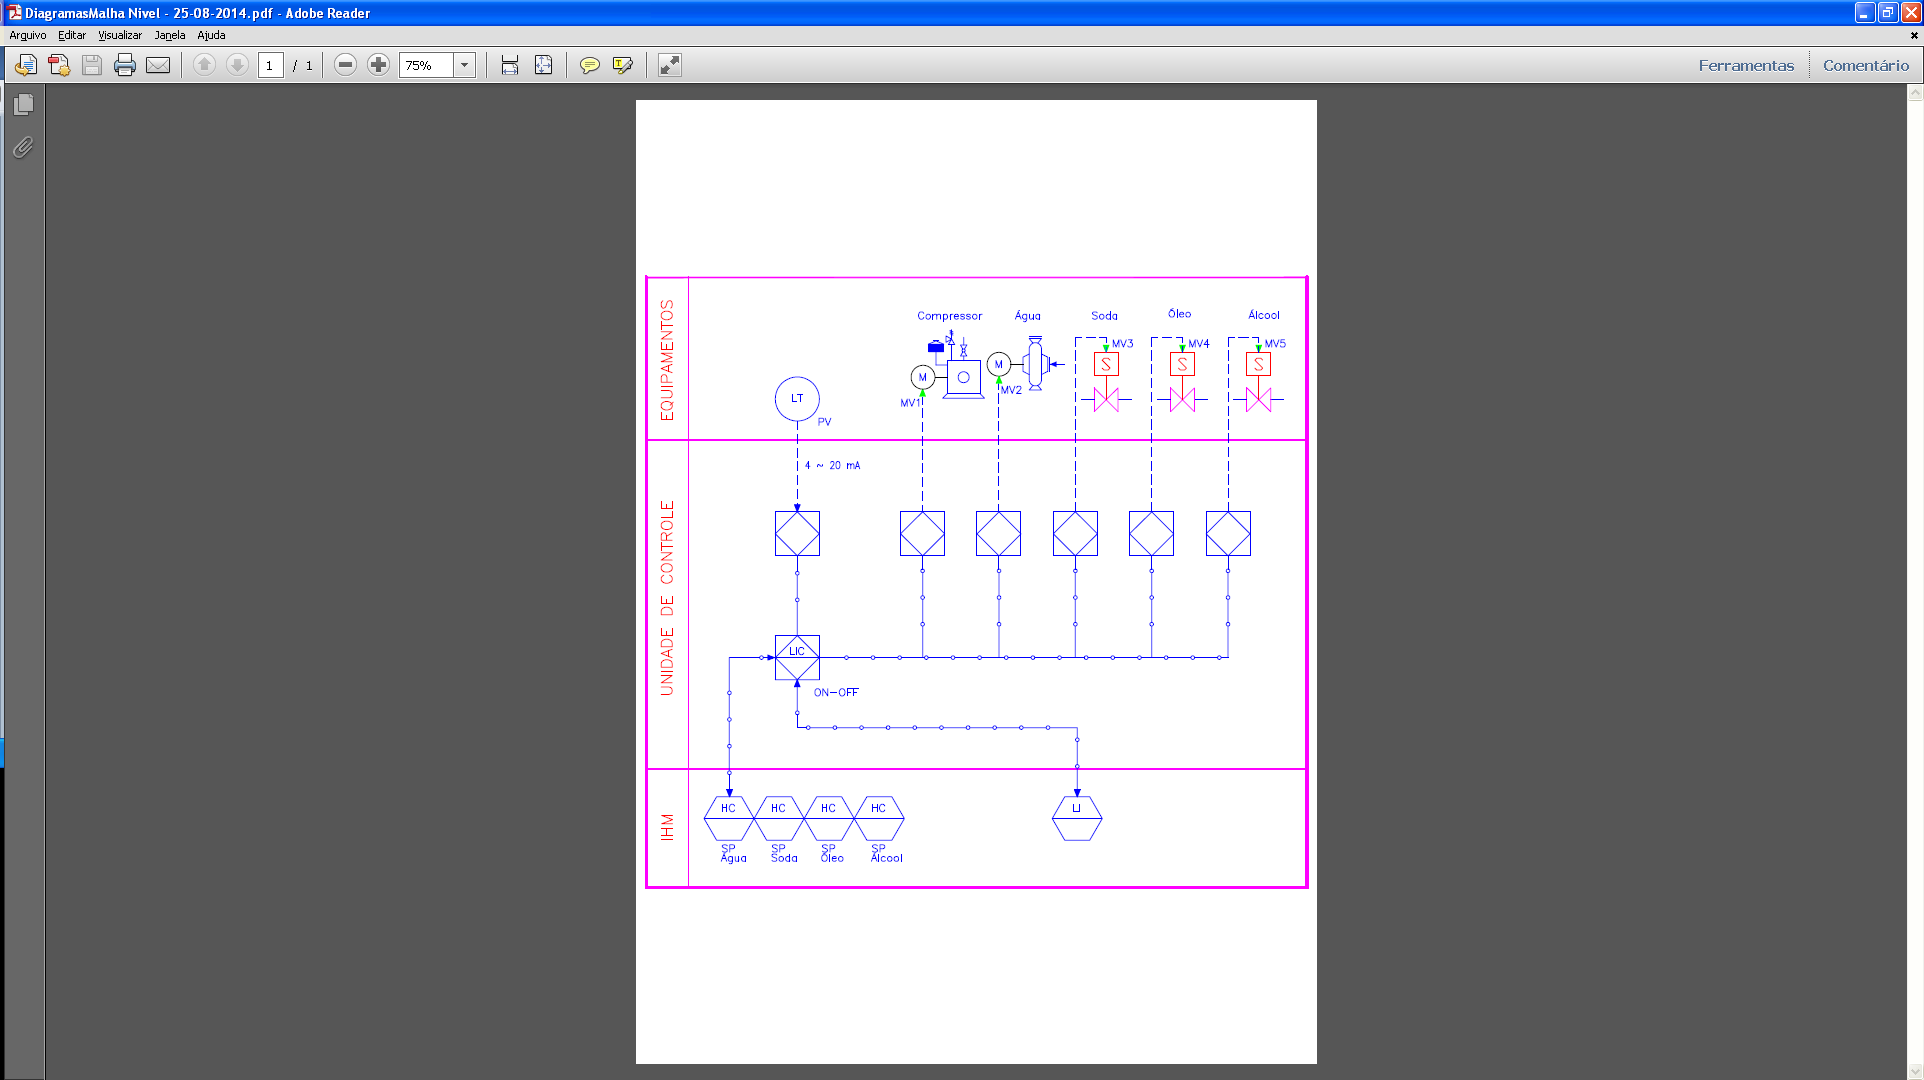 DiagramasMalha Nivel - 25-08-2014.pdf - Adobe Reader
Arquivo Editar Visualizar Janela Ajuda
1 / 1 75% Ferramentas Comentário
EQUIPAMENTOS
Compressor Água Soda Óleo Álcool
MV3 MV4 MV5
M M S S S
MV1 MV2
LT
PV
UNIDADE DE CONTROLE
4 ~ 20 mA
LIC
ON-OFF
IHM
HC HC HC HC LI
SP SP SP SP
Água Soda Óleo Álcool